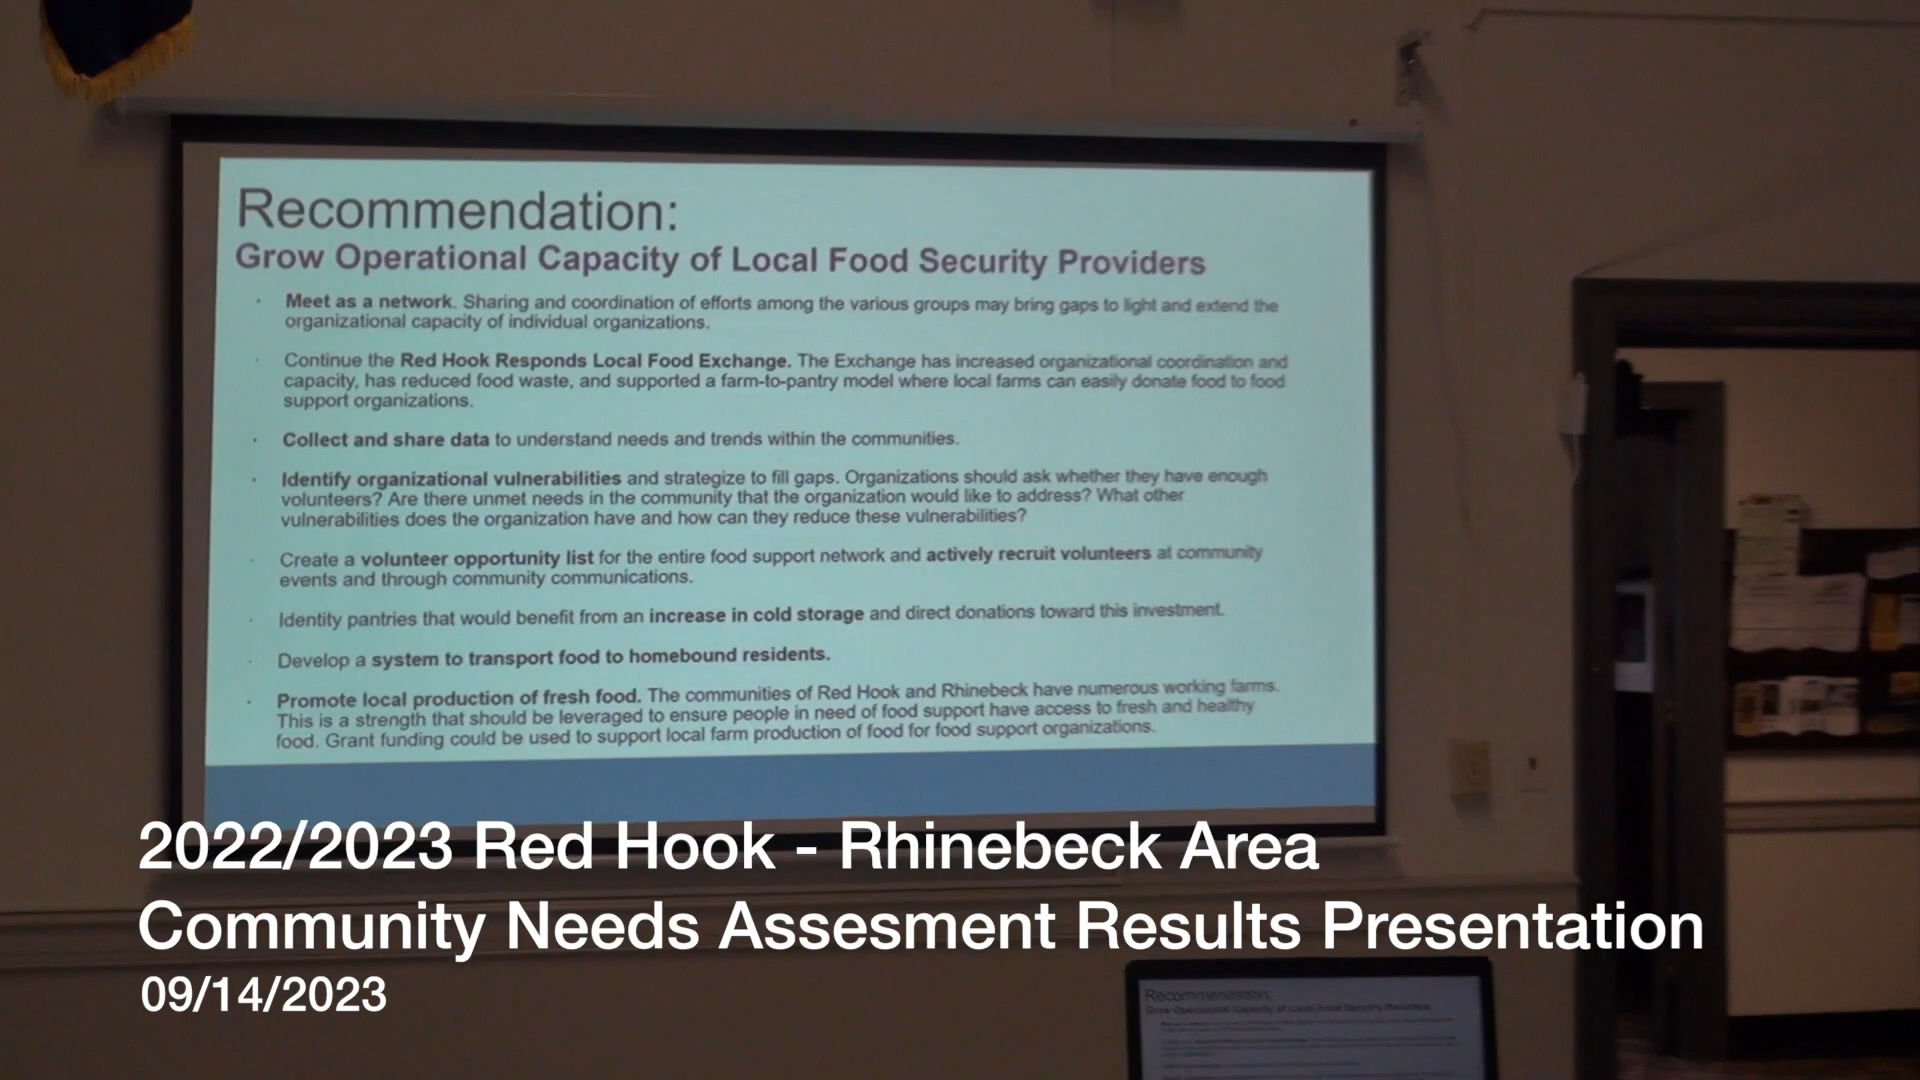 Recommendation:
Grow Operational Capacity of Local Food Security Providers
· Meet as a network. Sharing and coordination of efforts among the various groups may bring gaps to light and extend the
organizational capacity of individual organizations.
· Continue the Red Hook Responds Local Food Exchange. The Exchange has increased organizational coordination and
capacity, has reduced food waste, and supported a farm-to-pantry model where local farms can easily donate food to food
support organizations.
· Collect and share data to understand needs and trends within the communities.
· Identify organizational vulnerabilities and strategize to fill gaps. Organizations should ask whether they have enough
volunteers? Are there unmet needs in the community that the organization would like to address? What other
vulnerabilities does the organization have and how can they reduce these vulnerabilities?
· Create a volunteer opportunity list for the entire food support network and actively recruit volunteers at community
events and through community communications.
· Identity pantries that would benefit from an increase in cold storage and direct donations toward this investment.
· Develop a system to transport food to homebound residents.
· Promote local production of fresh food. The communities of Red Hook and Rhinebeck have numerous working farms.
This is a strength that should be leveraged to ensure people in need of food support have access to fresh and healthy
food. Grant funding could be used to support local farm production of food for food support organizations.
2022/2023 Red Hook - Rhinebeck Area
Community Needs Assesment Results Presentation
09/14/2023
Recommendation:
Grow Operational Capacity of Local Food Security Providers